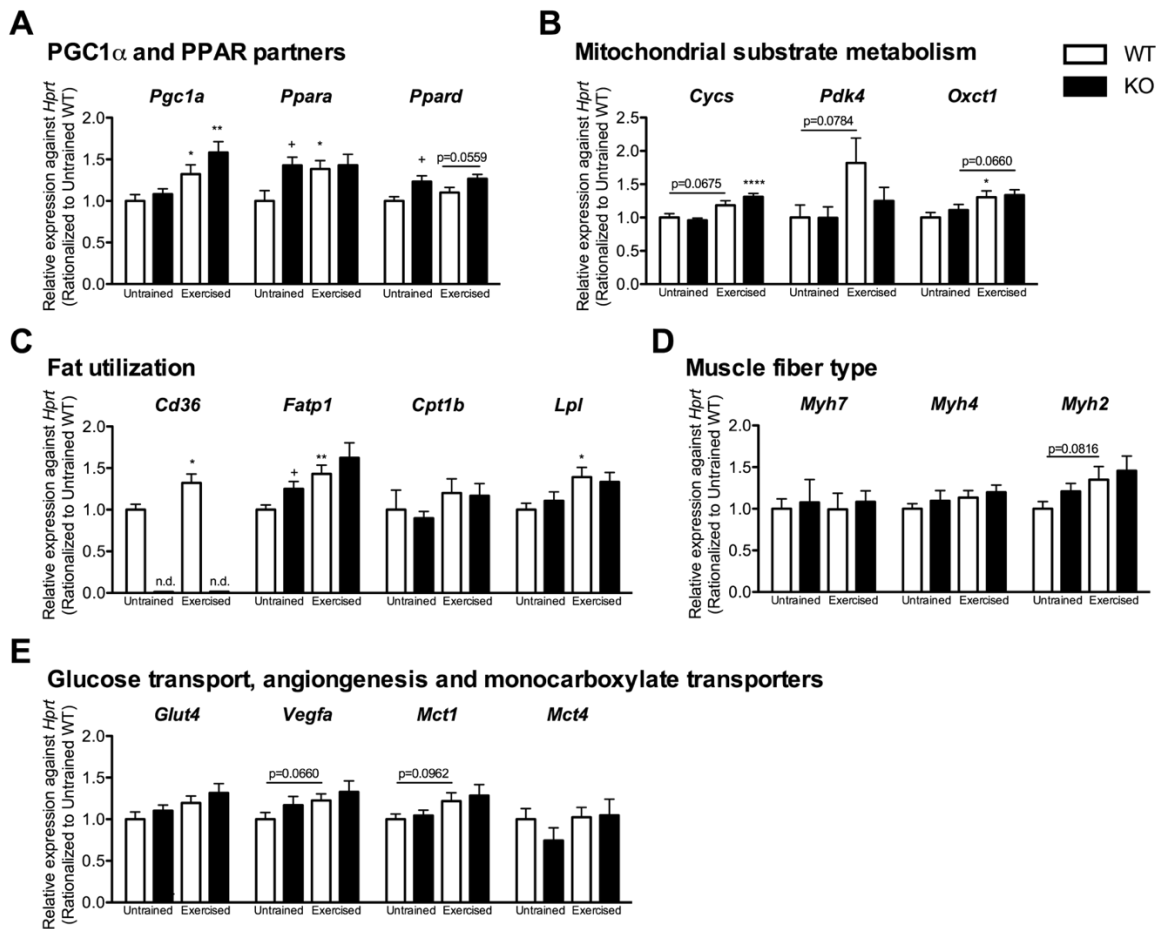 A
PGC1α and PPAR partners
Relative expression against Hprt
(Rationalized to Untrained WT)
Pgc1a Ppara Ppard
2.0
1.5
1.0
0.5
0.0
* ** + * + p=0.0559
Untrained Exercised Untrained Exercised Untrained Exercised
B
Mitochondrial substrate metabolism
WT
KO
Relative expression against Hprt
(Rationalized to Untrained WT)
Cycs Pdk4 Oxct1
2.5
2.0
1.5
1.0
0.5
0.0
p=0.0675 **** p=0.0784 p=0.0660 *
Untrained Exercised Untrained Exercised Untrained Exercised
C
Fat utilization
Relative expression against Hprt
(Rationalized to Untrained WT)
Cd36 Fatp1 Cpt1b Lpl
2.0
1.5
1.0
0.5
0.0
n.d. * n.d. + ** *
Untrained Exercised Untrained Exercised Untrained Exercised Untrained Exercised
D
Muscle fiber type
Relative expression against Hprt
(Rationalized to Untrained WT)
Myh7 Myh4 Myh2
2.0
1.5
1.0
0.5
0.0
p=0.0816
Untrained Exercised Untrained Exercised Untrained Exercised
E
Glucose transport, angiongenesis and monocarboxylate transporters
Relative expression against Hprt
(Rationalized to Untrained WT)
Glut4 Vegfa Mct1 Mct4
2.0
1.5
1.0
0.5
0.0
p=0.0660 p=0.0962
Untrained Exercised Untrained Exercised Untrained Exercised Untrained Exercised